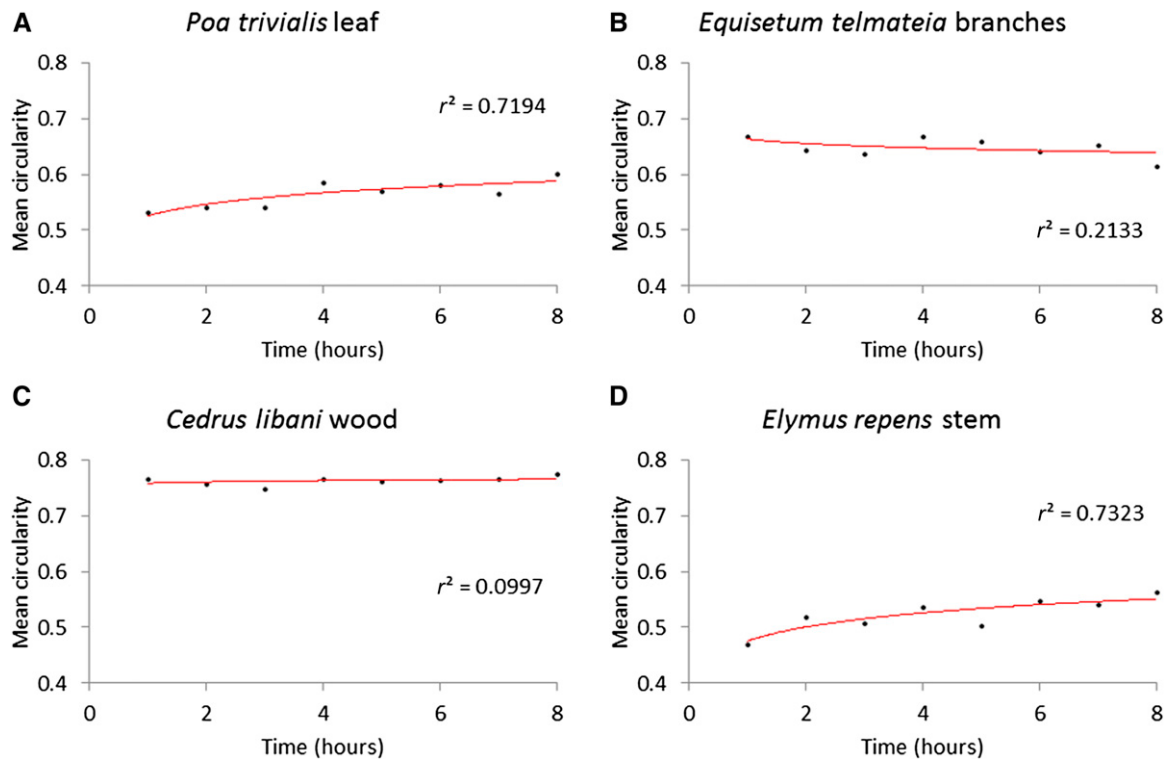 A
Poa trivialis leaf
0.8
0.7
0.6
0.5
0.4
Mean circularity
r² = 0.7194
0 2 4 6 8
Time (hours)
B
Equisetum telmateia branches
0.8
0.7
0.6
0.5
0.4
Mean circularity
r² = 0.2133
0 2 4 6 8
Time (hours)
C
Cedrus libani wood
0.8
0.7
0.6
0.5
0.4
Mean circularity
r² = 0.0997
0 2 4 6 8
Time (hours)
D
Elymus repens stem
0.8
0.7
0.6
0.5
0.4
Mean circularity
r² = 0.7323
0 2 4 6 8
Time (hours)